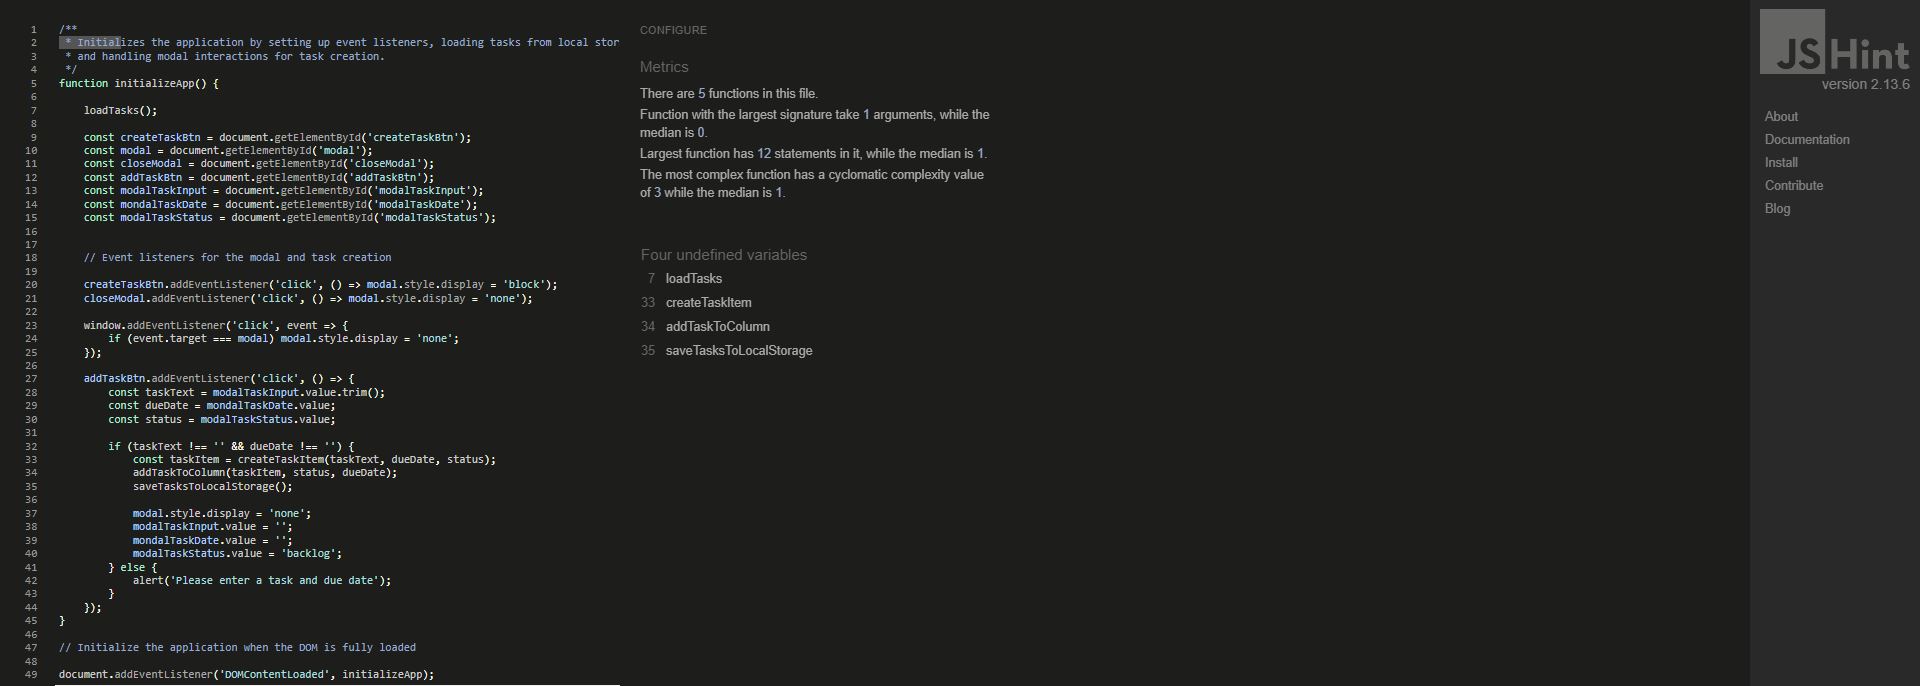 1 /**
2 * Initializes the application by setting up event listeners, loading tasks from local stor
3 * and handling modal interactions for task creation.
4 */
5 function initializeApp() {
6
7 loadTasks();
8
9 const createTaskBtn = document.getElementById('createTaskBtn');
10 const modal = document.getElementById('modal');
11 const closeModal = document.getElementById('closeModal');
12 const addTaskBtn = document.getElementById('addTaskBtn');
13 const modalTaskInput = document.getElementById('modalTaskInput');
14 const mondalTaskDate = document.getElementById('modalTaskDate');
15 const modalTaskStatus = document.getElementById('modalTaskStatus');
16
17
18 // Event listeners for the modal and task creation
19
20 createTaskBtn.addEventListener('click', () => modal.style.display = 'block');
21 closeModal.addEventListener('click', () => modal.style.display = 'none');
22
23 window.addEventListener('click', event => {
24 if (event.target === modal) modal.style.display = 'none';
25 });
26
27 addTaskBtn.addEventListener('click', () => {
28 const taskText = modalTaskInput.value.trim();
29 const dueDate = mondalTaskDate.value;
30 const status = modalTaskStatus.value;
31
32 if (taskText !== '' && dueDate !== '') {
33 const taskItem = createTaskItem(taskText, dueDate, status);
34 addTaskToColumn(taskItem, status, dueDate);
35 saveTasksToLocalStorage();
36
37 modal.style.display = 'none';
38 modalTaskInput.value = '';
39 mondalTaskDate.value = '';
40 modalTaskStatus.value = 'backlog';
41 } else {
42 alert('Please enter a task and due date');
43 }
44 });
45 }
46
47 // Initialize the application when the DOM is fully loaded
48
49 document.addEventListener('DOMContentLoaded', initializeApp);
CONFIGURE
Metrics
There are 5 functions in this file.
Function with the largest signature take 1 arguments, while the
median is 0.
Largest function has 12 statements in it, while the median is 1.
The most complex function has a cyclomatic complexity value
of 3 while the median is 1.
Four undefined variables
7 loadTasks
33 createTaskItem
34 addTaskToColumn
35 saveTasksToLocalStorage
JSHint
version 2.13.6
About
Documentation
Install
Contribute
Blog